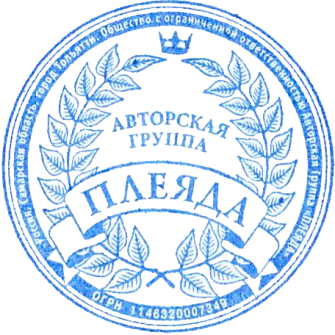 Россия, Самарская область, город Тольятти. Общество с ограниченной ответственностью Авторская группа «ПЛЕЯДА»
АВТОРСКАЯ
ГРУППА
ПЛЕЯДА
ОГРН: 1146320007349